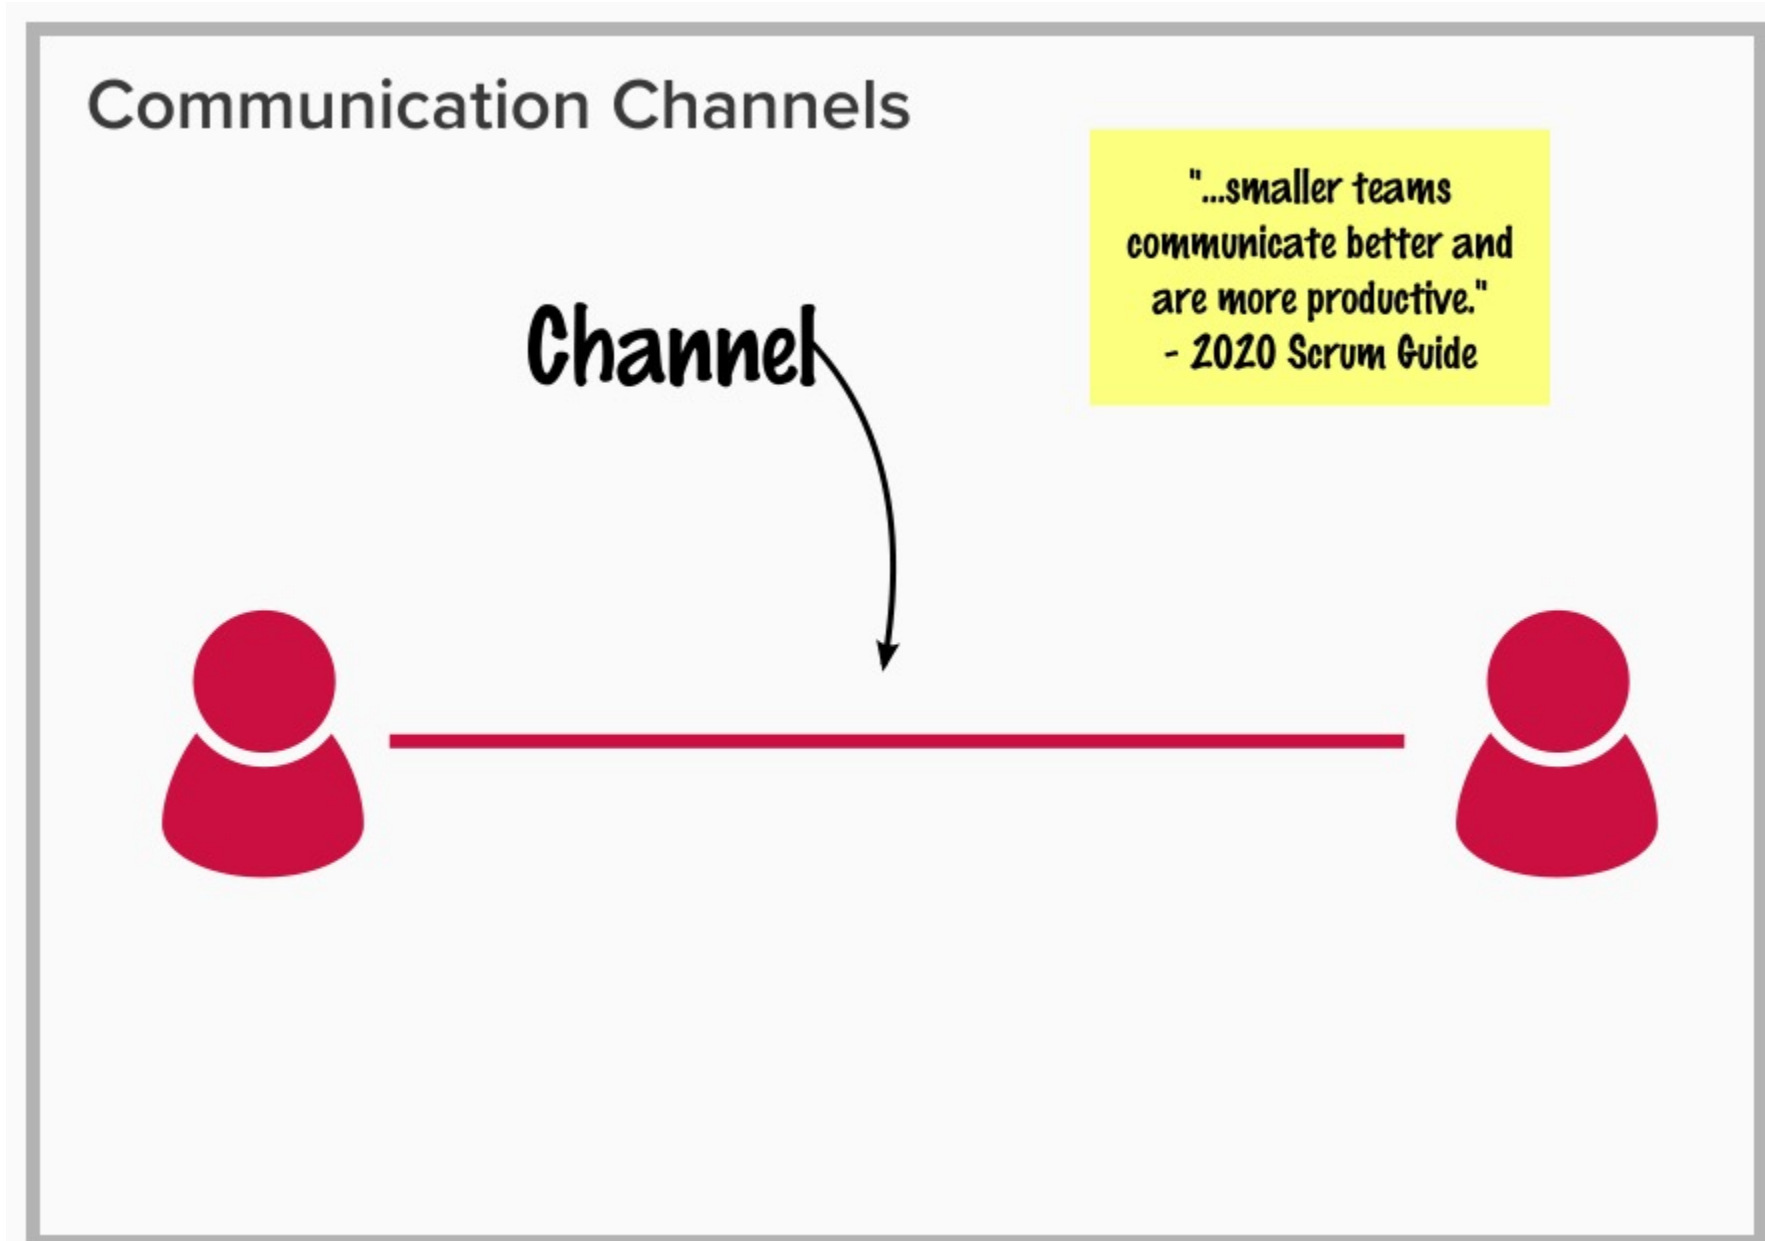 Communication Channels
"...smaller teams
communicate better and
are more productive."
- 2020 Scrum Guide
Channel